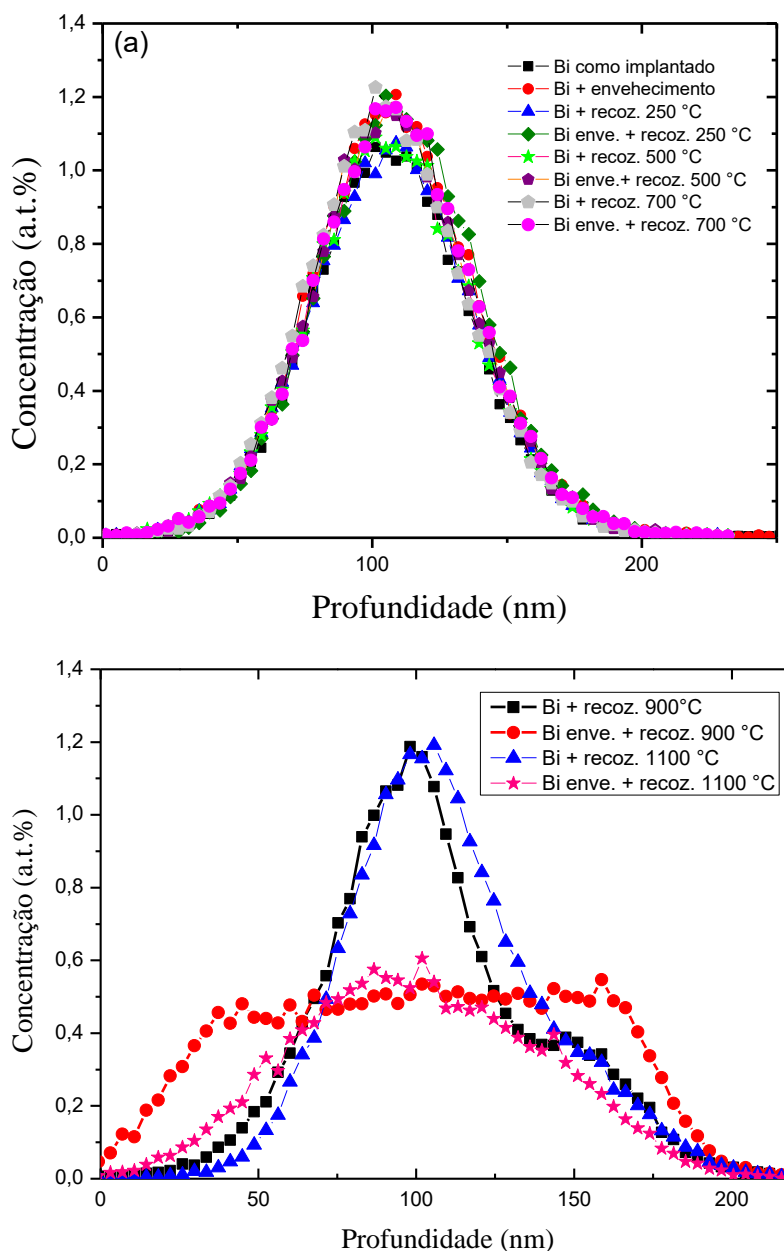 (a)
1,4
1,2
1,0
0,8
0,6
0,4
0,2
0,0
Concentração (a.t.%)
Bi como implantado
Bi + envehecimento
Bi + recoz. 250 °C
Bi enve. + recoz. 250 °C
Bi + recoz. 500 °C
Bi enve.+ recoz. 500 °C
Bi + recoz. 700 °C
Bi enve. + recoz. 700 °C
0
100
200
Profundidade (nm)
1,4
1,2
1,0
0,8
0,6
0,4
0,2
0,0
Concentração (a.t.%)
Bi + recoz. 900°C
Bi enve. + recoz. 900 °C
Bi + recoz. 1100 °C
Bi enve. + recoz. 1100 °C
0
50
100
150
200
Profundidade (nm)